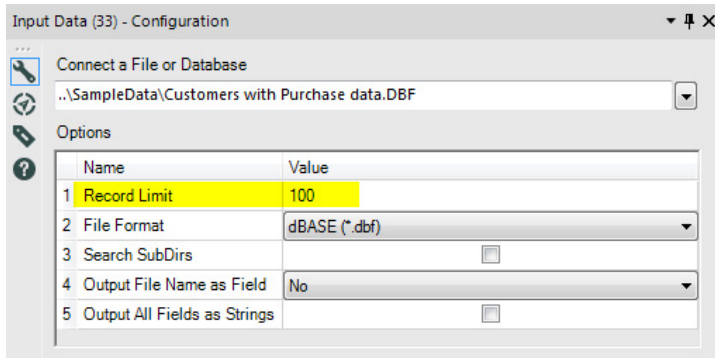 Input Data (33) - Configuration
Connect a File or Database
..\SampleData\Customers with Purchase data.DBF
Options
Name Value
1 Record Limit 100
2 File Format dBASE (*.dbf)
3 Search SubDirs
4 Output File Name as Field No
5 Output All Fields as Strings